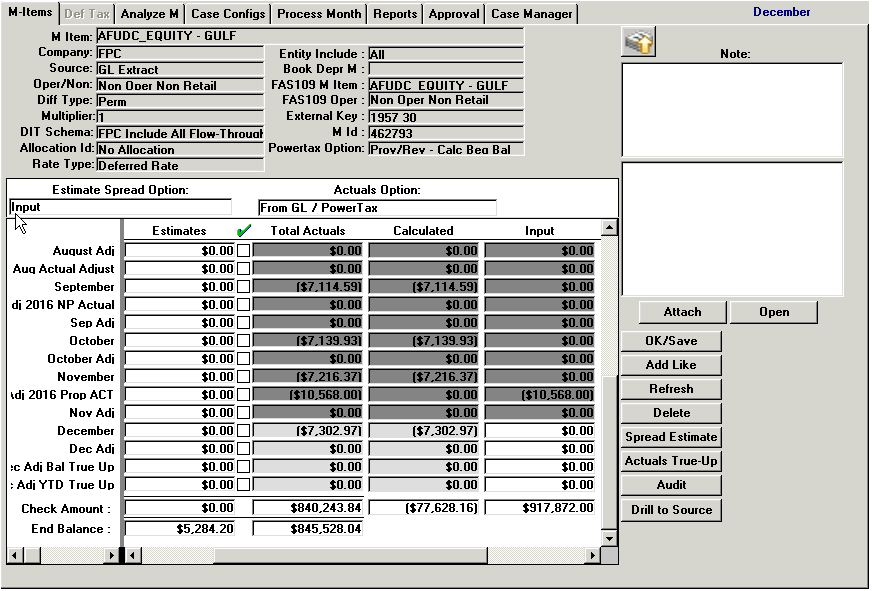 M-Items Def Tax Analyze M Case Configs Process Month Reports Approval Case Manager December
M Item: AFUDC_EQUITY - GULF
Company: FPC Entity Include : All
Source: GL Extract Book Depr M :
Oper/Non: Non Oper Non Retail FAS109 M Item : AFUDC_EQUITY - GULF
Diff Type: Perm FAS109 Oper : Non Oper Non Retail
Multiplier: 1 External Key : 1957 30
DIT Schema: FPC Include All Flow-Through M Id : 462793
Allocation Id: No Allocation Powertax Option: Prov/Rev - Calc Beg Bal
Rate Type: Deferred Rate
Note:
Estimate Spread Option: Actuals Option:
Input From GL / PowerTax
Estimates Total Actuals Calculated Input
August Adj $0.00 $0.00 $0.00 $0.00
Aug Actual Adjust $0.00 $0.00 $0.00 $0.00
September $0.00 ($7,114.59) ($7,114.59) $0.00
dj 2016 NP Actual $0.00 $0.00 $0.00 $0.00
Sep Adj $0.00 $0.00 $0.00 $0.00
October $0.00 ($7,139.93) ($7,139.93) $0.00
October Adj $0.00 $0.00 $0.00 $0.00
November $0.00 ($7,216.37) ($7,216.37) $0.00
Adj 2016 Prop ACT $0.00 ($10,568.00) $0.00 ($10,568.00)
Nov Adj $0.00 $0.00 $0.00 $0.00
December $0.00 ($7,302.97) ($7,302.97) $0.00
Dec Adj $0.00 $0.00 $0.00 $0.00
ec Adj Bal True Up $0.00 $0.00 $0.00 $0.00
c Adj YTD True Up $0.00 $0.00 $0.00 $0.00
Check Amount : $0.00 $840,243.84 ($77,628.16) $917,872.00
End Balance : $5,284.20 $845,528.04
Attach Open
OK/Save
Add Like
Refresh
Delete
Spread Estimate
Actuals True-Up
Audit
Drill to Source